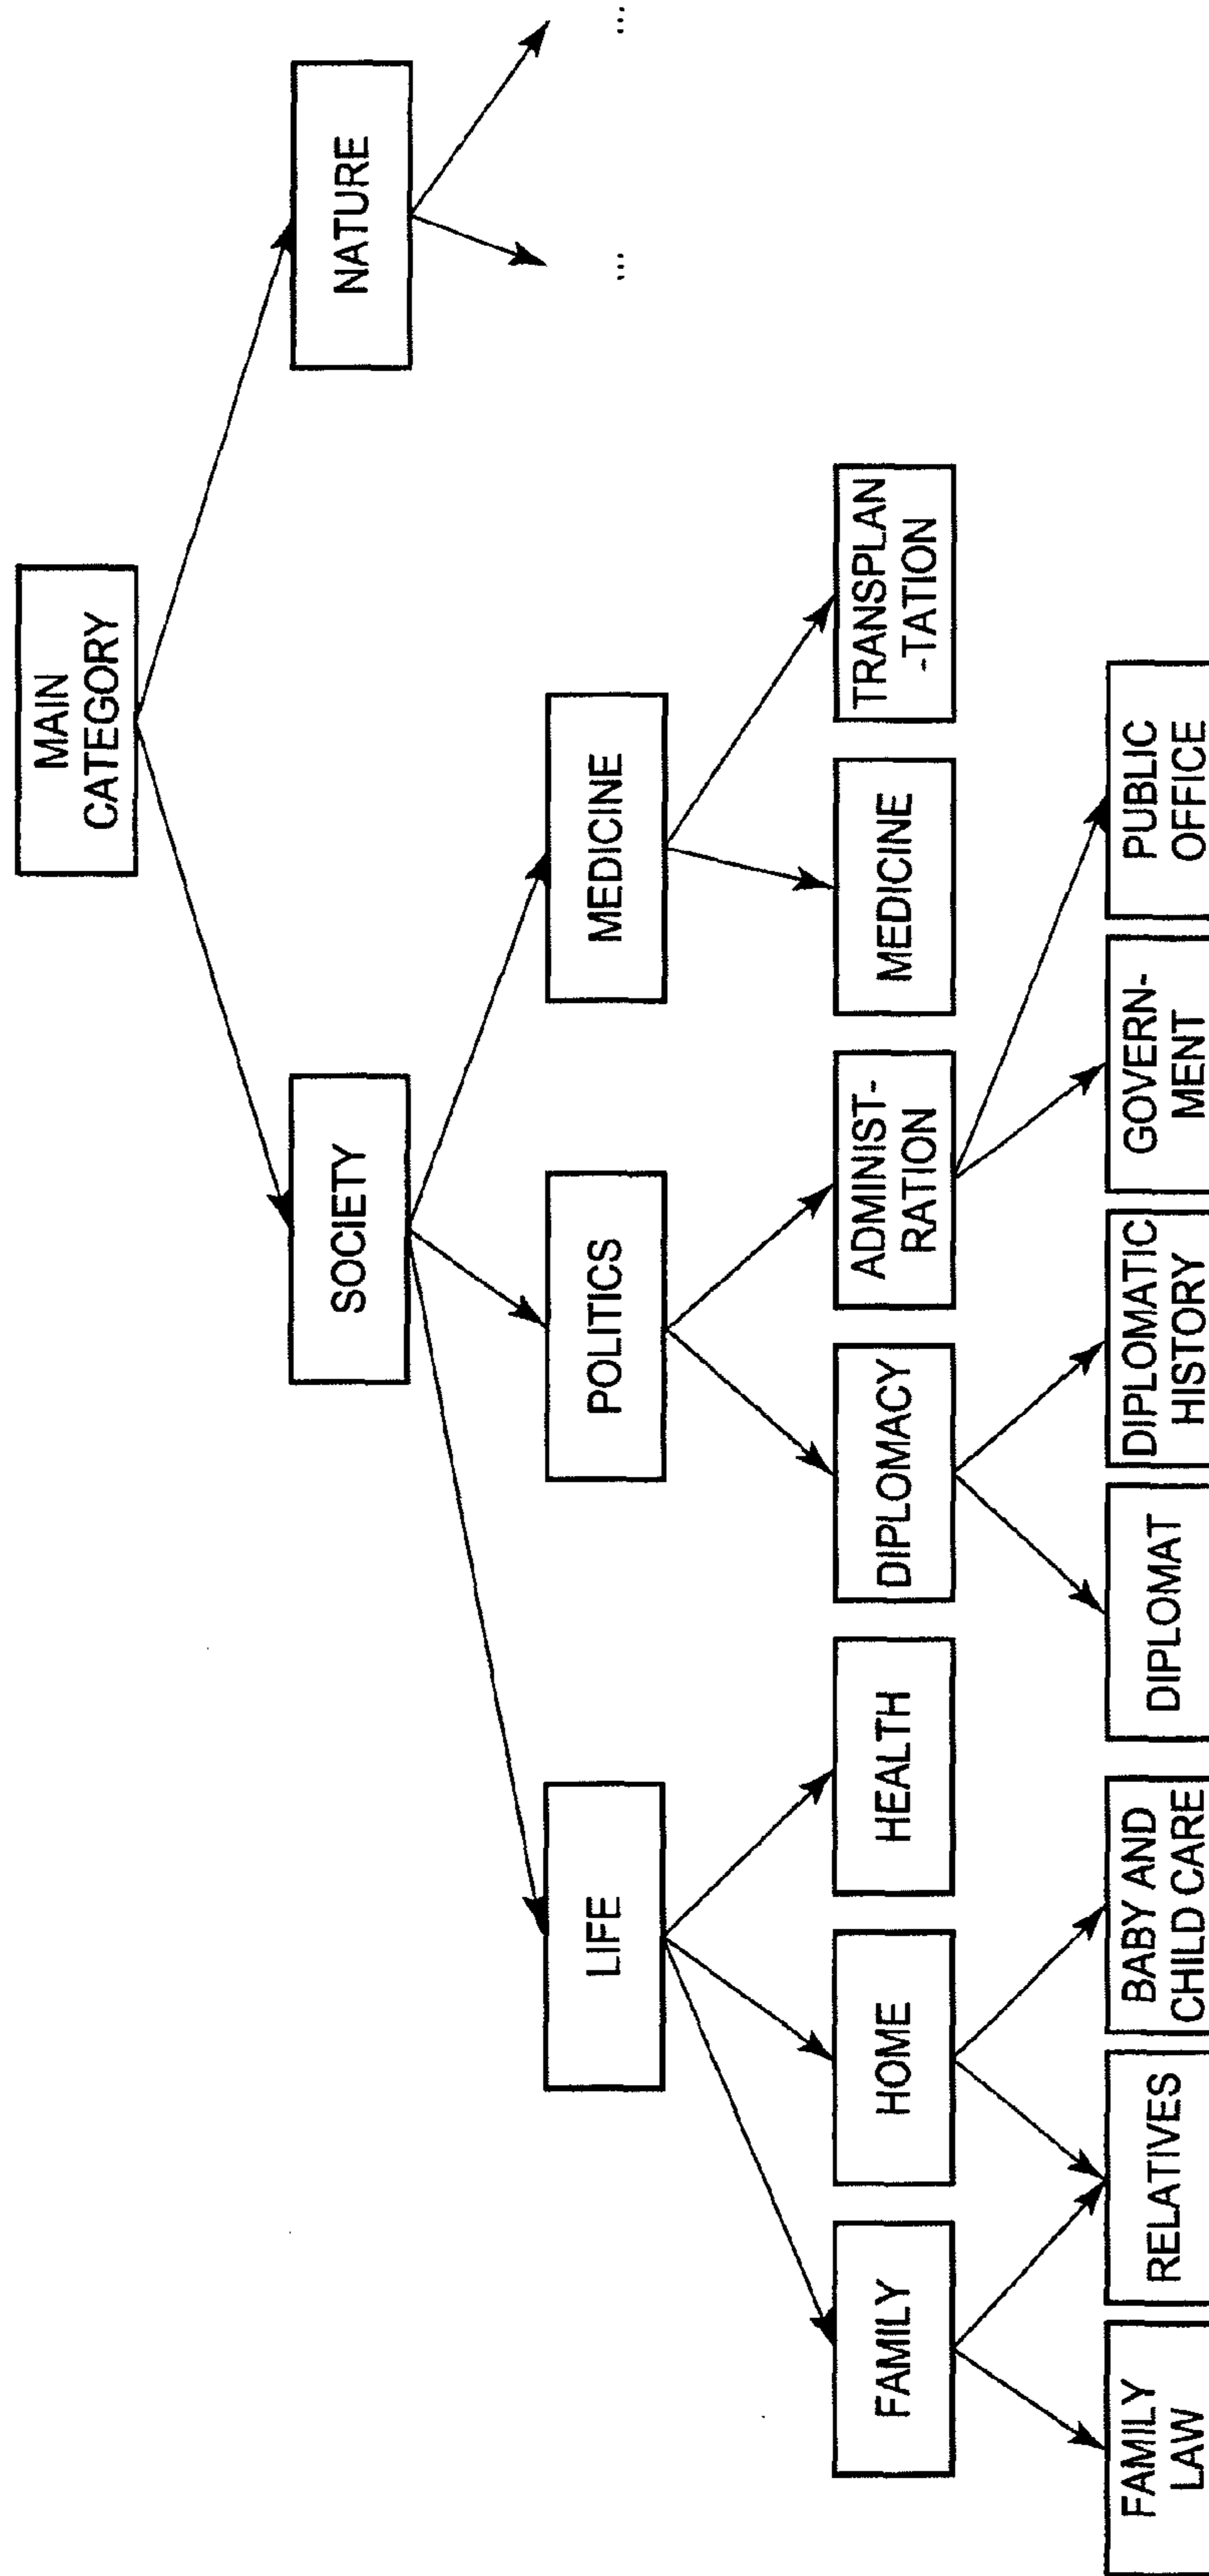 MAIN
CATEGORY
SOCIETY
NATURE
LIFE
POLITICS
MEDICINE
...
...
FAMILY
HOME
HEALTH
DIPLOMACY
ADMINIST-
RATION
MEDICINE
TRANSPLAN
-TATION
FAMILY
LAW
RELATIVES
BABY AND
CHILD CARE
DIPLOMAT
DIPLOMATIC
HISTORY
GOVERN-
MENT
PUBLIC
OFFICE